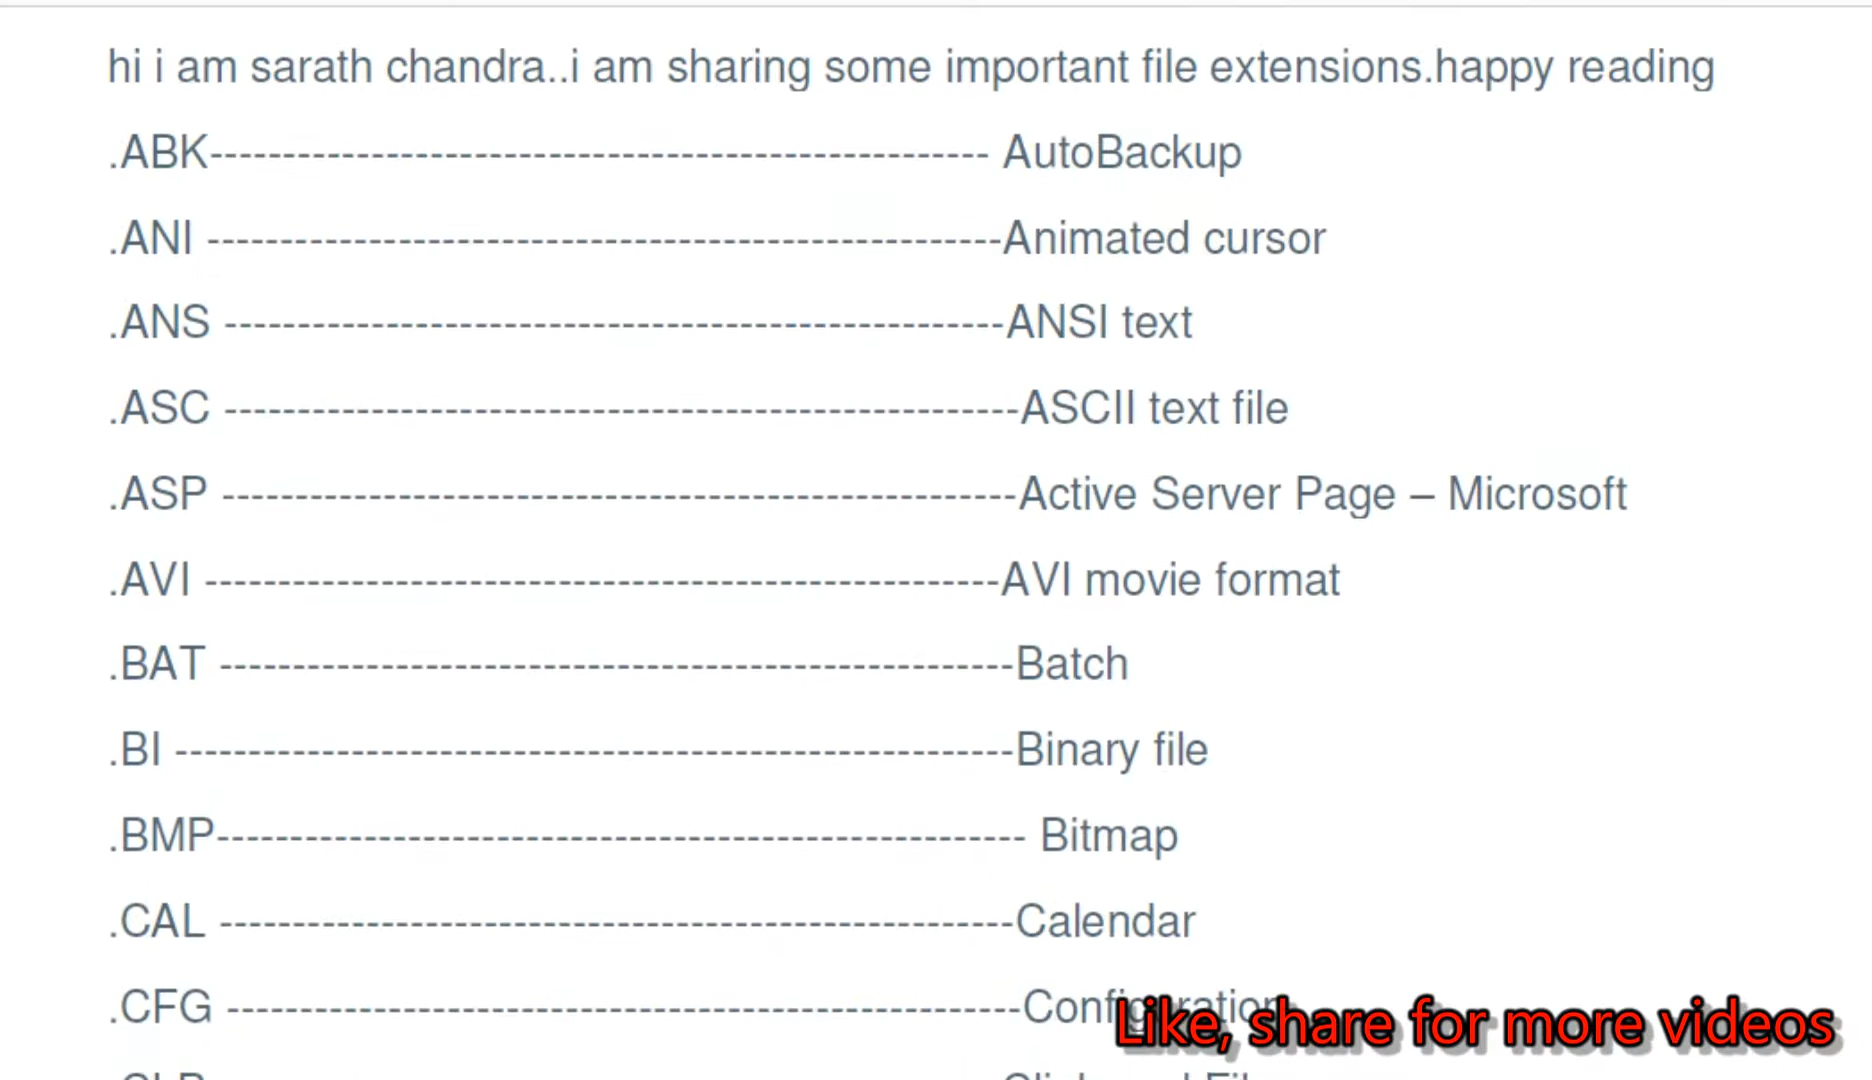 hi i am sarath chandra..i am sharing some important file extensions.happy reading
.ABK----------------------------------------------------- AutoBackup
.ANI ------------------------------------------------------Animated cursor
.ANS -----------------------------------------------------ANSI text
.ASC ------------------------------------------------------ASCII text file
.ASP ------------------------------------------------------Active Server Page – Microsoft
.AVI ------------------------------------------------------AVI movie format
.BAT ------------------------------------------------------Batch
.BI ---------------------------------------------------------Binary file
.BMP------------------------------------------------------- Bitmap
.CAL ------------------------------------------------------Calendar
.CFG ------------------------------------------------------Configuration
Like, share for more videos